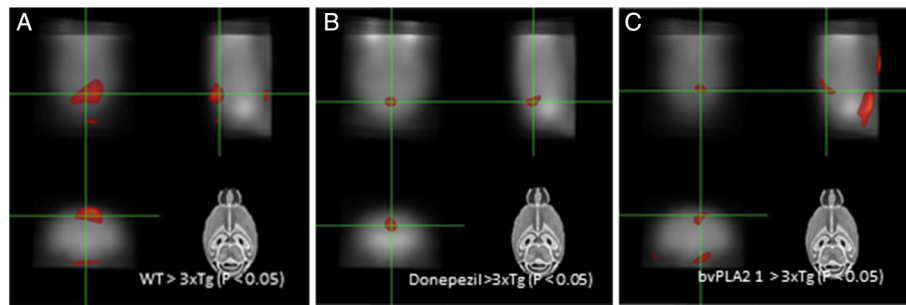 A
B
C
WT > 3xTg (P < 0.05)
Donepezil >3xTg (P < 0.05)
bvPLA2 1 > 3xTg (P < 0.05)